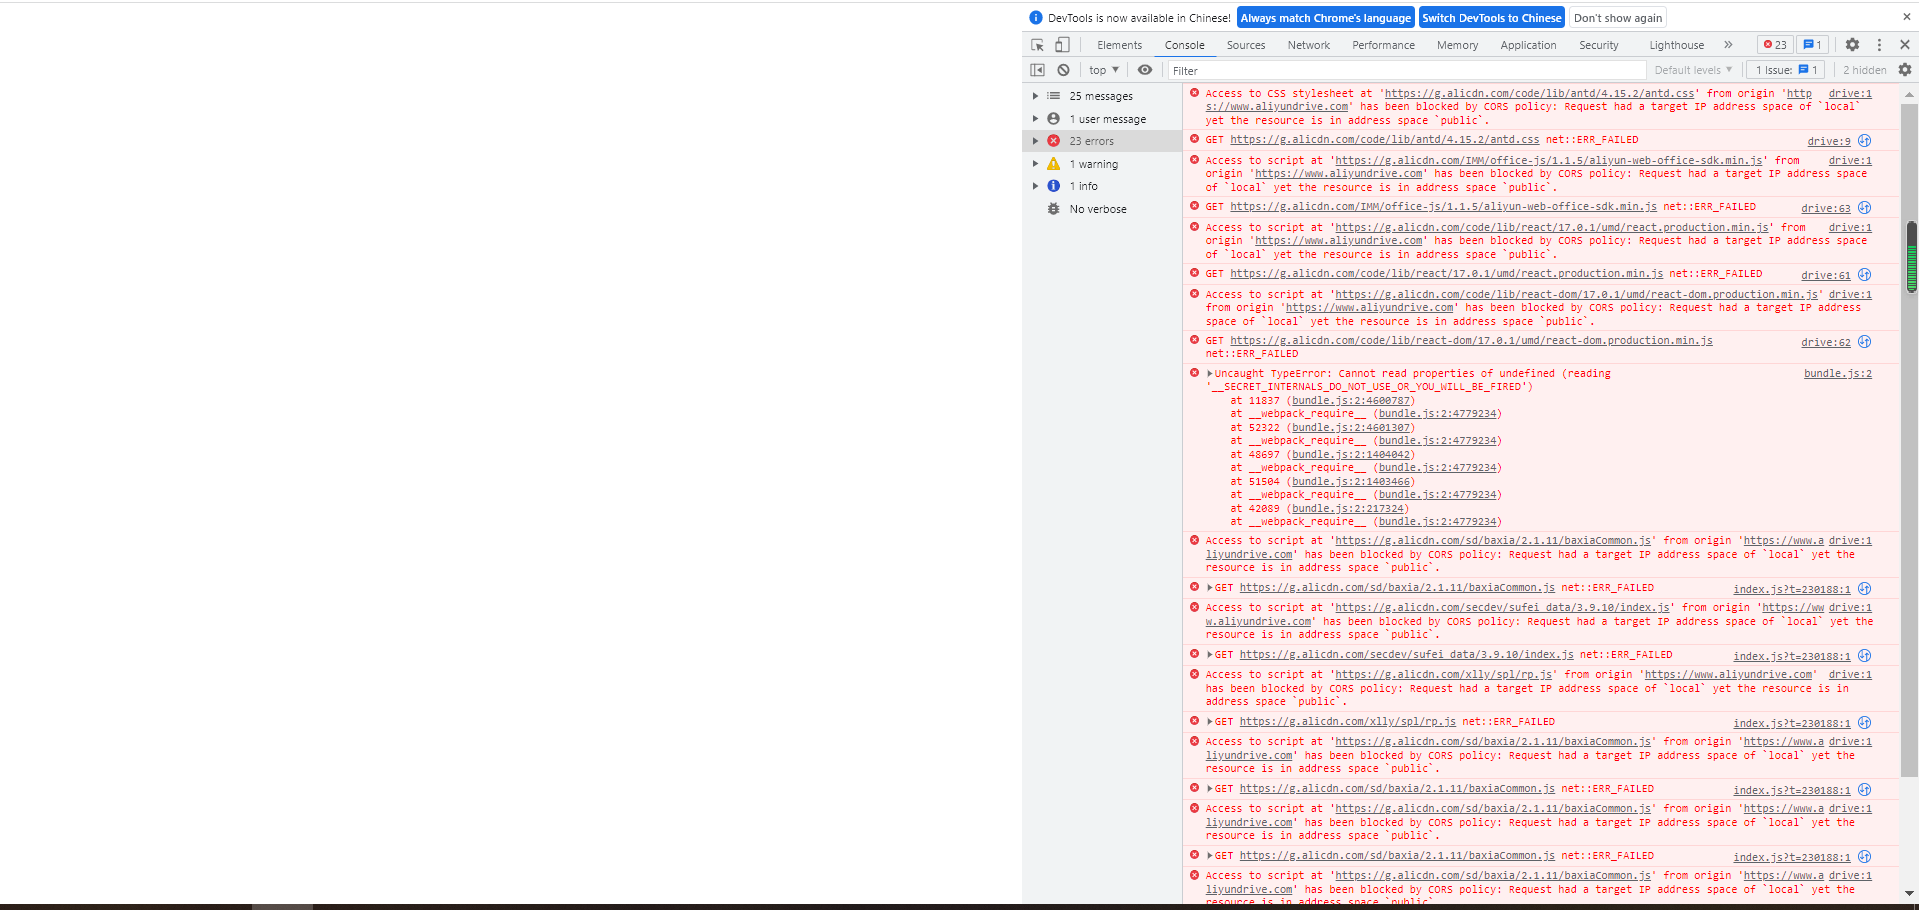 DevTools is now available in Chinese! Always match Chrome's language Switch DevTools to Chinese Don't show again
Elements Console Sources Network Performance Memory Application Security Lighthouse 23 1
top Filter Default levels 1 Issue: 1 2 hidden
25 messages
1 user message
23 errors
1 warning
1 info
No verbose
Access to CSS stylesheet at 'https://g.alicdn.com/code/lib/antd/4.15.2/antd.css' from origin 'http drive:1
s://www.aliyundrive.com' has been blocked by CORS policy: Request had a target IP address space of `local`
yet the resource is in address space `public`.
GET https://g.alicdn.com/code/lib/antd/4.15.2/antd.css net::ERR_FAILED drive:9
Access to script at 'https://g.alicdn.com/IMM/office-js/1.1.5/aliyun-web-office-sdk.min.js' from drive:1
origin 'https://www.aliyundrive.com' has been blocked by CORS policy: Request had a target IP address space
of `local` yet the resource is in address space `public`.
GET https://g.alicdn.com/IMM/office-js/1.1.5/aliyun-web-office-sdk.min.js net::ERR_FAILED drive:63
Access to script at 'https://g.alicdn.com/code/lib/react/17.0.1/umd/react.production.min.js' from drive:1
origin 'https://www.aliyundrive.com' has been blocked by CORS policy: Request had a target IP address space
of `local` yet the resource is in address space `public`.
GET https://g.alicdn.com/code/lib/react/17.0.1/umd/react.production.min.js net::ERR_FAILED drive:61
Access to script at 'https://g.alicdn.com/code/lib/react-dom/17.0.1/umd/react-dom.production.min.js' drive:1
from origin 'https://www.aliyundrive.com' has been blocked by CORS policy: Request had a target IP address
space of `local` yet the resource is in address space `public`.
GET https://g.alicdn.com/code/lib/react-dom/17.0.1/umd/react-dom.production.min.js drive:62
net::ERR_FAILED
Uncaught TypeError: Cannot read properties of undefined (reading bundle.js:2
'__SECRET_INTERNALS_DO_NOT_USE_OR_YOU_WILL_BE_FIRED')
at 11837 (bundle.js:2:4600787)
at __webpack_require__ (bundle.js:2:4779234)
at 52322 (bundle.js:2:4601307)
at __webpack_require__ (bundle.js:2:4779234)
at 48697 (bundle.js:2:1404042)
at __webpack_require__ (bundle.js:2:4779234)
at 51504 (bundle.js:2:1403466)
at __webpack_require__ (bundle.js:2:4779234)
at 42089 (bundle.js:2:217324)
at __webpack_require__ (bundle.js:2:4779234)
Access to script at 'https://g.alicdn.com/sd/baxia/2.1.11/baxiaCommon.js' from origin 'https://www.a drive:1
liyundrive.com' has been blocked by CORS policy: Request had a target IP address space of `local` yet the
resource is in address space `public`.
GET https://g.alicdn.com/sd/baxia/2.1.11/baxiaCommon.js net::ERR_FAILED index.js?t=230188:1
Access to script at 'https://g.alicdn.com/secdev/sufei_data/3.9.10/index.js' from origin 'https://ww drive:1
w.aliyundrive.com' has been blocked by CORS policy: Request had a target IP address space of `local` yet the
resource is in address space `public`.
GET https://g.alicdn.com/secdev/sufei_data/3.9.10/index.js net::ERR_FAILED index.js?t=230188:1
Access to script at 'https://g.alicdn.com/xlly/spl/rp.js' from origin 'https://www.aliyundrive.com' drive:1
has been blocked by CORS policy: Request had a target IP address space of `local` yet the resource is in
address space `public`.
GET https://g.alicdn.com/xlly/spl/rp.js net::ERR_FAILED index.js?t=230188:1
Access to script at 'https://g.alicdn.com/sd/baxia/2.1.11/baxiaCommon.js' from origin 'https://www.a drive:1
liyundrive.com' has been blocked by CORS policy: Request had a target IP address space of `local` yet the
resource is in address space `public`.
GET https://g.alicdn.com/sd/baxia/2.1.11/baxiaCommon.js net::ERR_FAILED index.js?t=230188:1
Access to script at 'https://g.alicdn.com/sd/baxia/2.1.11/baxiaCommon.js' from origin 'https://www.a drive:1
liyundrive.com' has been blocked by CORS policy: Request had a target IP address space of `local` yet the
resource is in address space `public`.
GET https://g.alicdn.com/sd/baxia/2.1.11/baxiaCommon.js net::ERR_FAILED index.js?t=230188:1
Access to script at 'https://g.alicdn.com/sd/baxia/2.1.11/baxiaCommon.js' from origin 'https://www.a drive:1
liyundrive.com' has been blocked by CORS policy: Request had a target IP address space of `local` yet the
resource is in address space `public`.